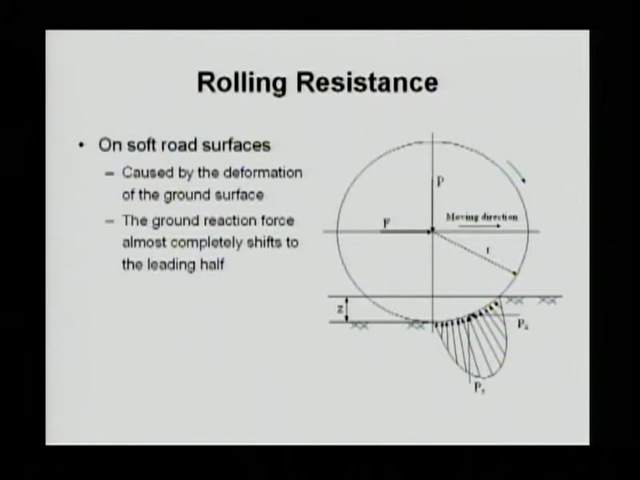 Rolling Resistance
• On soft road surfaces
– Caused by the deformation
of the ground surface
– The ground reaction force
almost completely shifts to
the leading half
P
F
Moving direction
r
z
Px